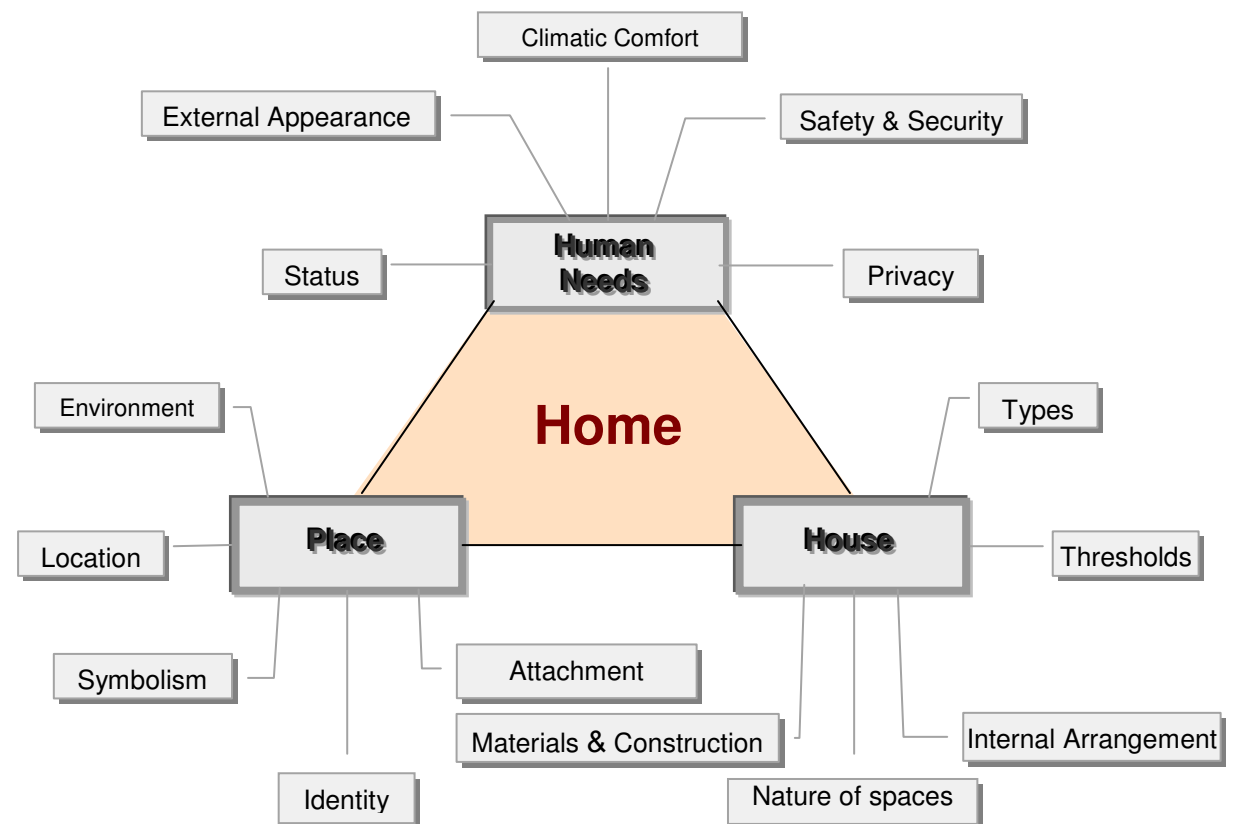 Climatic Comfort
External Appearance
Safety & Security
Human
Needs
Status
Privacy
Environment
Home
Types
Place
House
Location
Thresholds
Symbolism
Attachment
Materials & Construction
Internal Arrangement
Identity
Nature of spaces